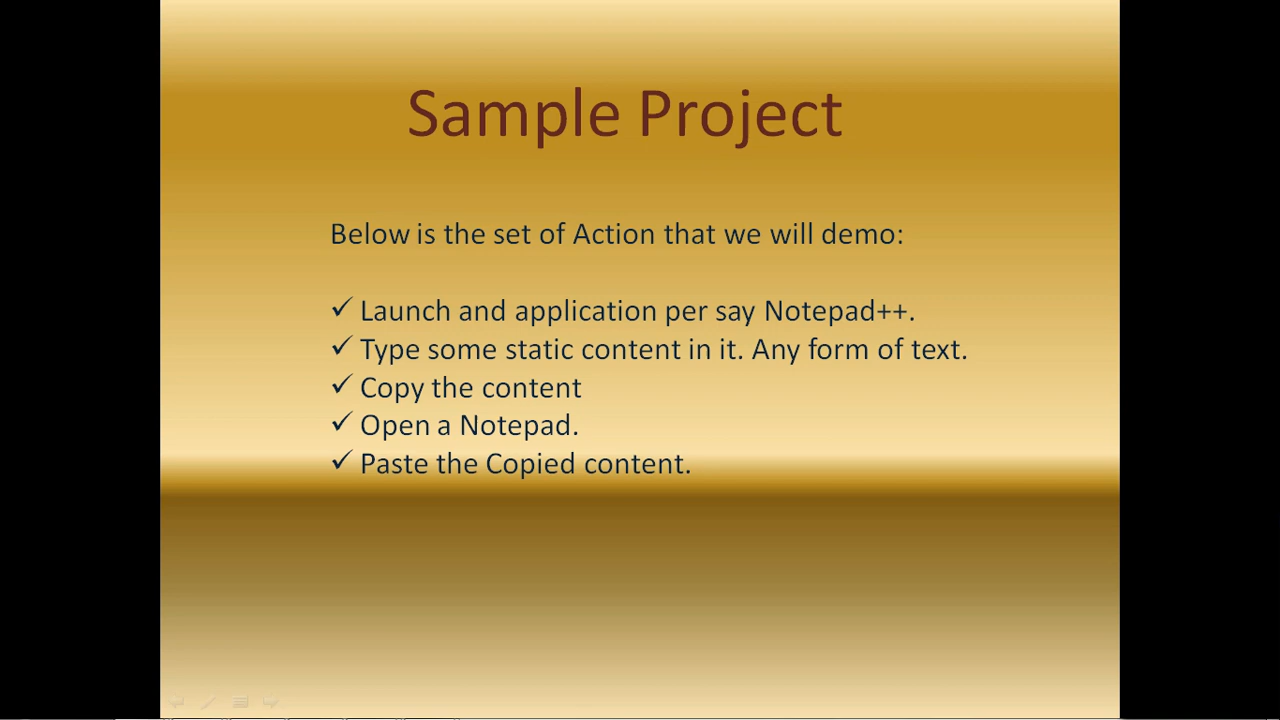 Sample Project
Below is the set of Action that we will demo:
✓ Launch and application per say Notepad++.
✓ Type some static content in it. Any form of text.
✓ Copy the content
✓ Open a Notepad.
✓ Paste the Copied content.